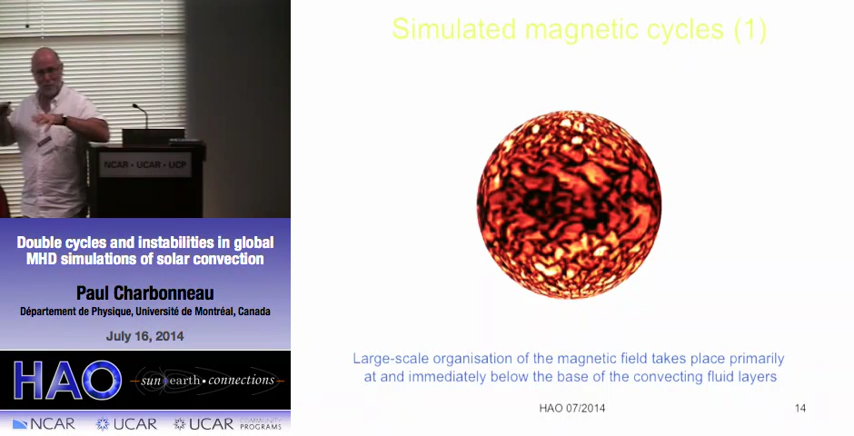 Simulated magnetic cycles (1)
NCAR - UCAR - UCP
Double cycles and instabilities in global
MHD simulations of solar convection
Paul Charbonneau
Département de Physique, Université de Montréal, Canada
July 16, 2014
HAO
sun earth • connections
NCAR
UCAR
UCAR COMMUNITY
PROGRAMS
Large-scale organisation of the magnetic field takes place primarily
at and immediately below the base of the convecting fluid layers
HAO 07/2014
14